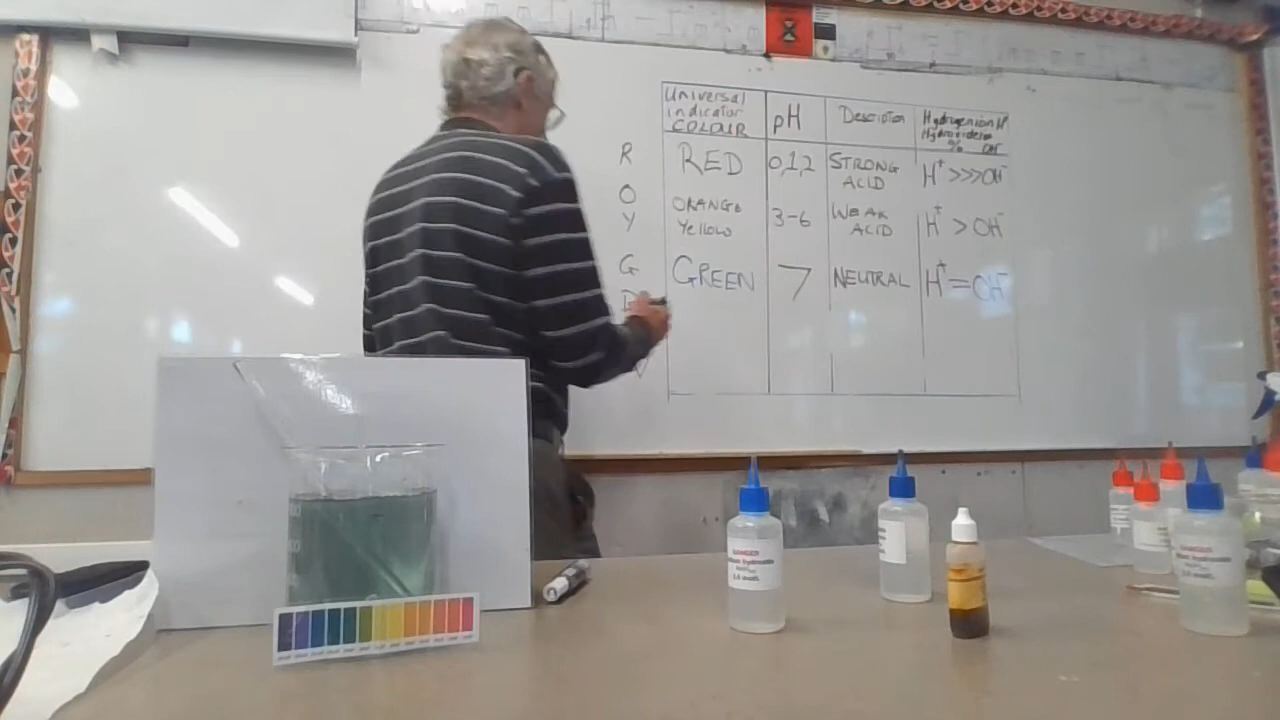 Universal
indicator
COLOUR
pH
Description
Hydrogen ion H+
%
OH-
R
RED
0,1,2
STRONG
ACID
H+ >>> OH-
O
Y
ORANGE
Yellow
3-6
WEAK
ACID
H+ > OH-
G
GREEN
7
NEUTRAL
H+ = OH-
V
DANGER
hydroxide